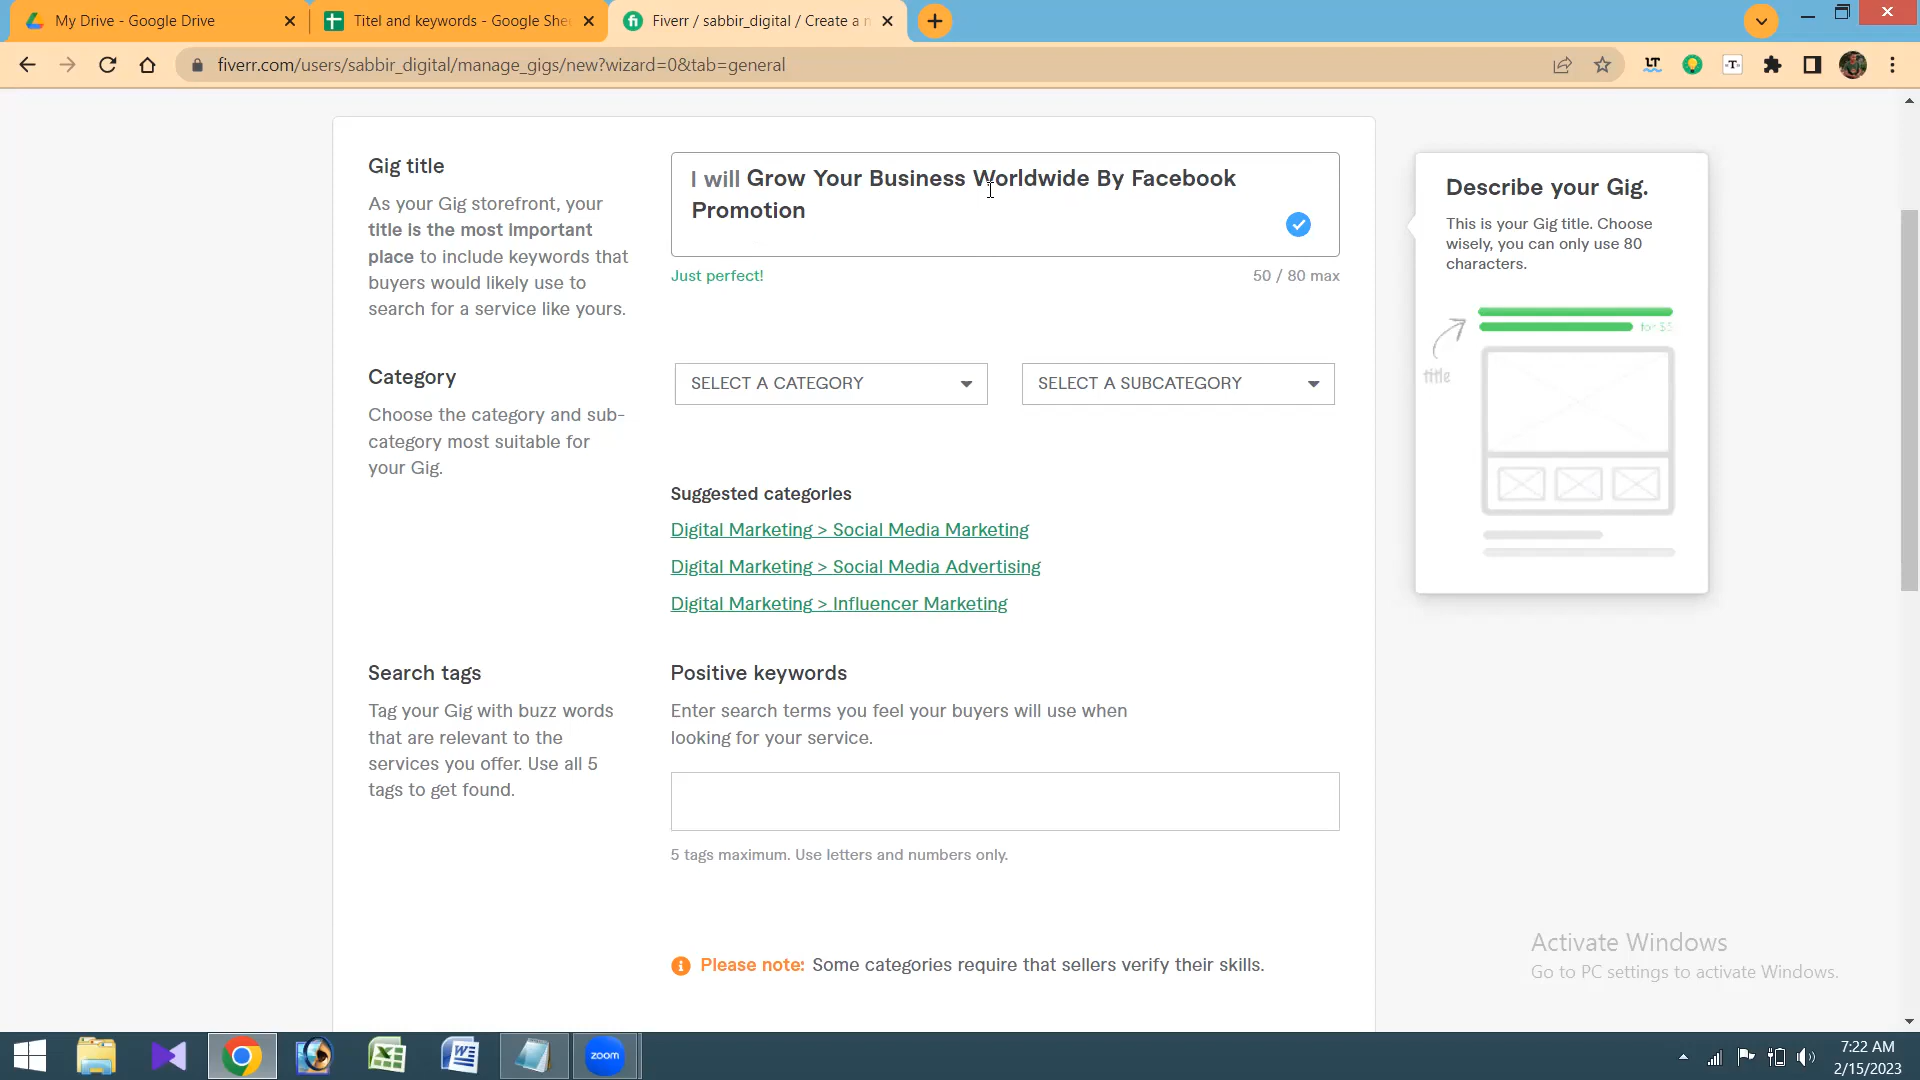 My Drive - Google Drive
Titel and keywords - Google She
Fiverr / sabbir_digital / Create a n
fiverr.com/users/sabbir_digital/manage_gigs/new?wizard=0&tab=general
Gig title
As your Gig storefront, your
title is the most important
place to include keywords that
buyers would likely use to
search for a service like yours.
I will Grow Your Business Worldwide By Facebook
Promotion
Just perfect!
50 / 80 max
Describe your Gig.
This is your Gig title. Choose
wisely, you can only use 80
characters.
for $5
title
Category
Choose the category and sub-
category most suitable for
your Gig.
SELECT A CATEGORY
SELECT A SUBCATEGORY
Suggested categories
Digital Marketing > Social Media Marketing
Digital Marketing > Social Media Advertising
Digital Marketing > Influencer Marketing
Search tags
Tag your Gig with buzz words
that are relevant to the
services you offer. Use all 5
tags to get found.
Positive keywords
Enter search terms you feel your buyers will use when
looking for your service.
5 tags maximum. Use letters and numbers only.
Please note: Some categories require that sellers verify their skills.
Activate Windows
Go to PC settings to activate Windows.
zoom
7:22 AM
2/15/2023